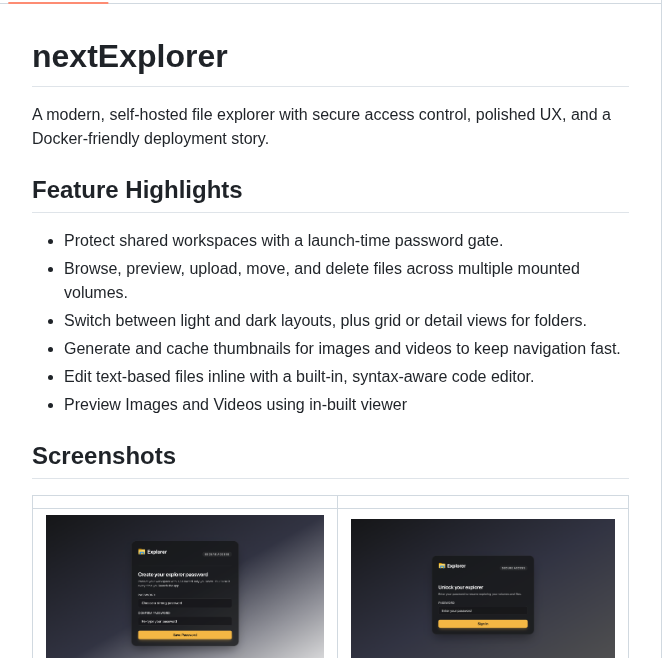 nextExplorer
A modern, self-hosted file explorer with secure access control, polished UX, and a
Docker-friendly deployment story.
Feature Highlights
Protect shared workspaces with a launch-time password gate.
Browse, preview, upload, move, and delete files across multiple mounted
volumes.
Switch between light and dark layouts, plus grid or detail views for folders.
Generate and cache thumbnails for images and videos to keep navigation fast.
Edit text-based files inline with a built-in, syntax-aware code editor.
Preview Images and Videos using in-built viewer
Screenshots
Explorer
Create your explorer password
Explorer
Unlock your explorer